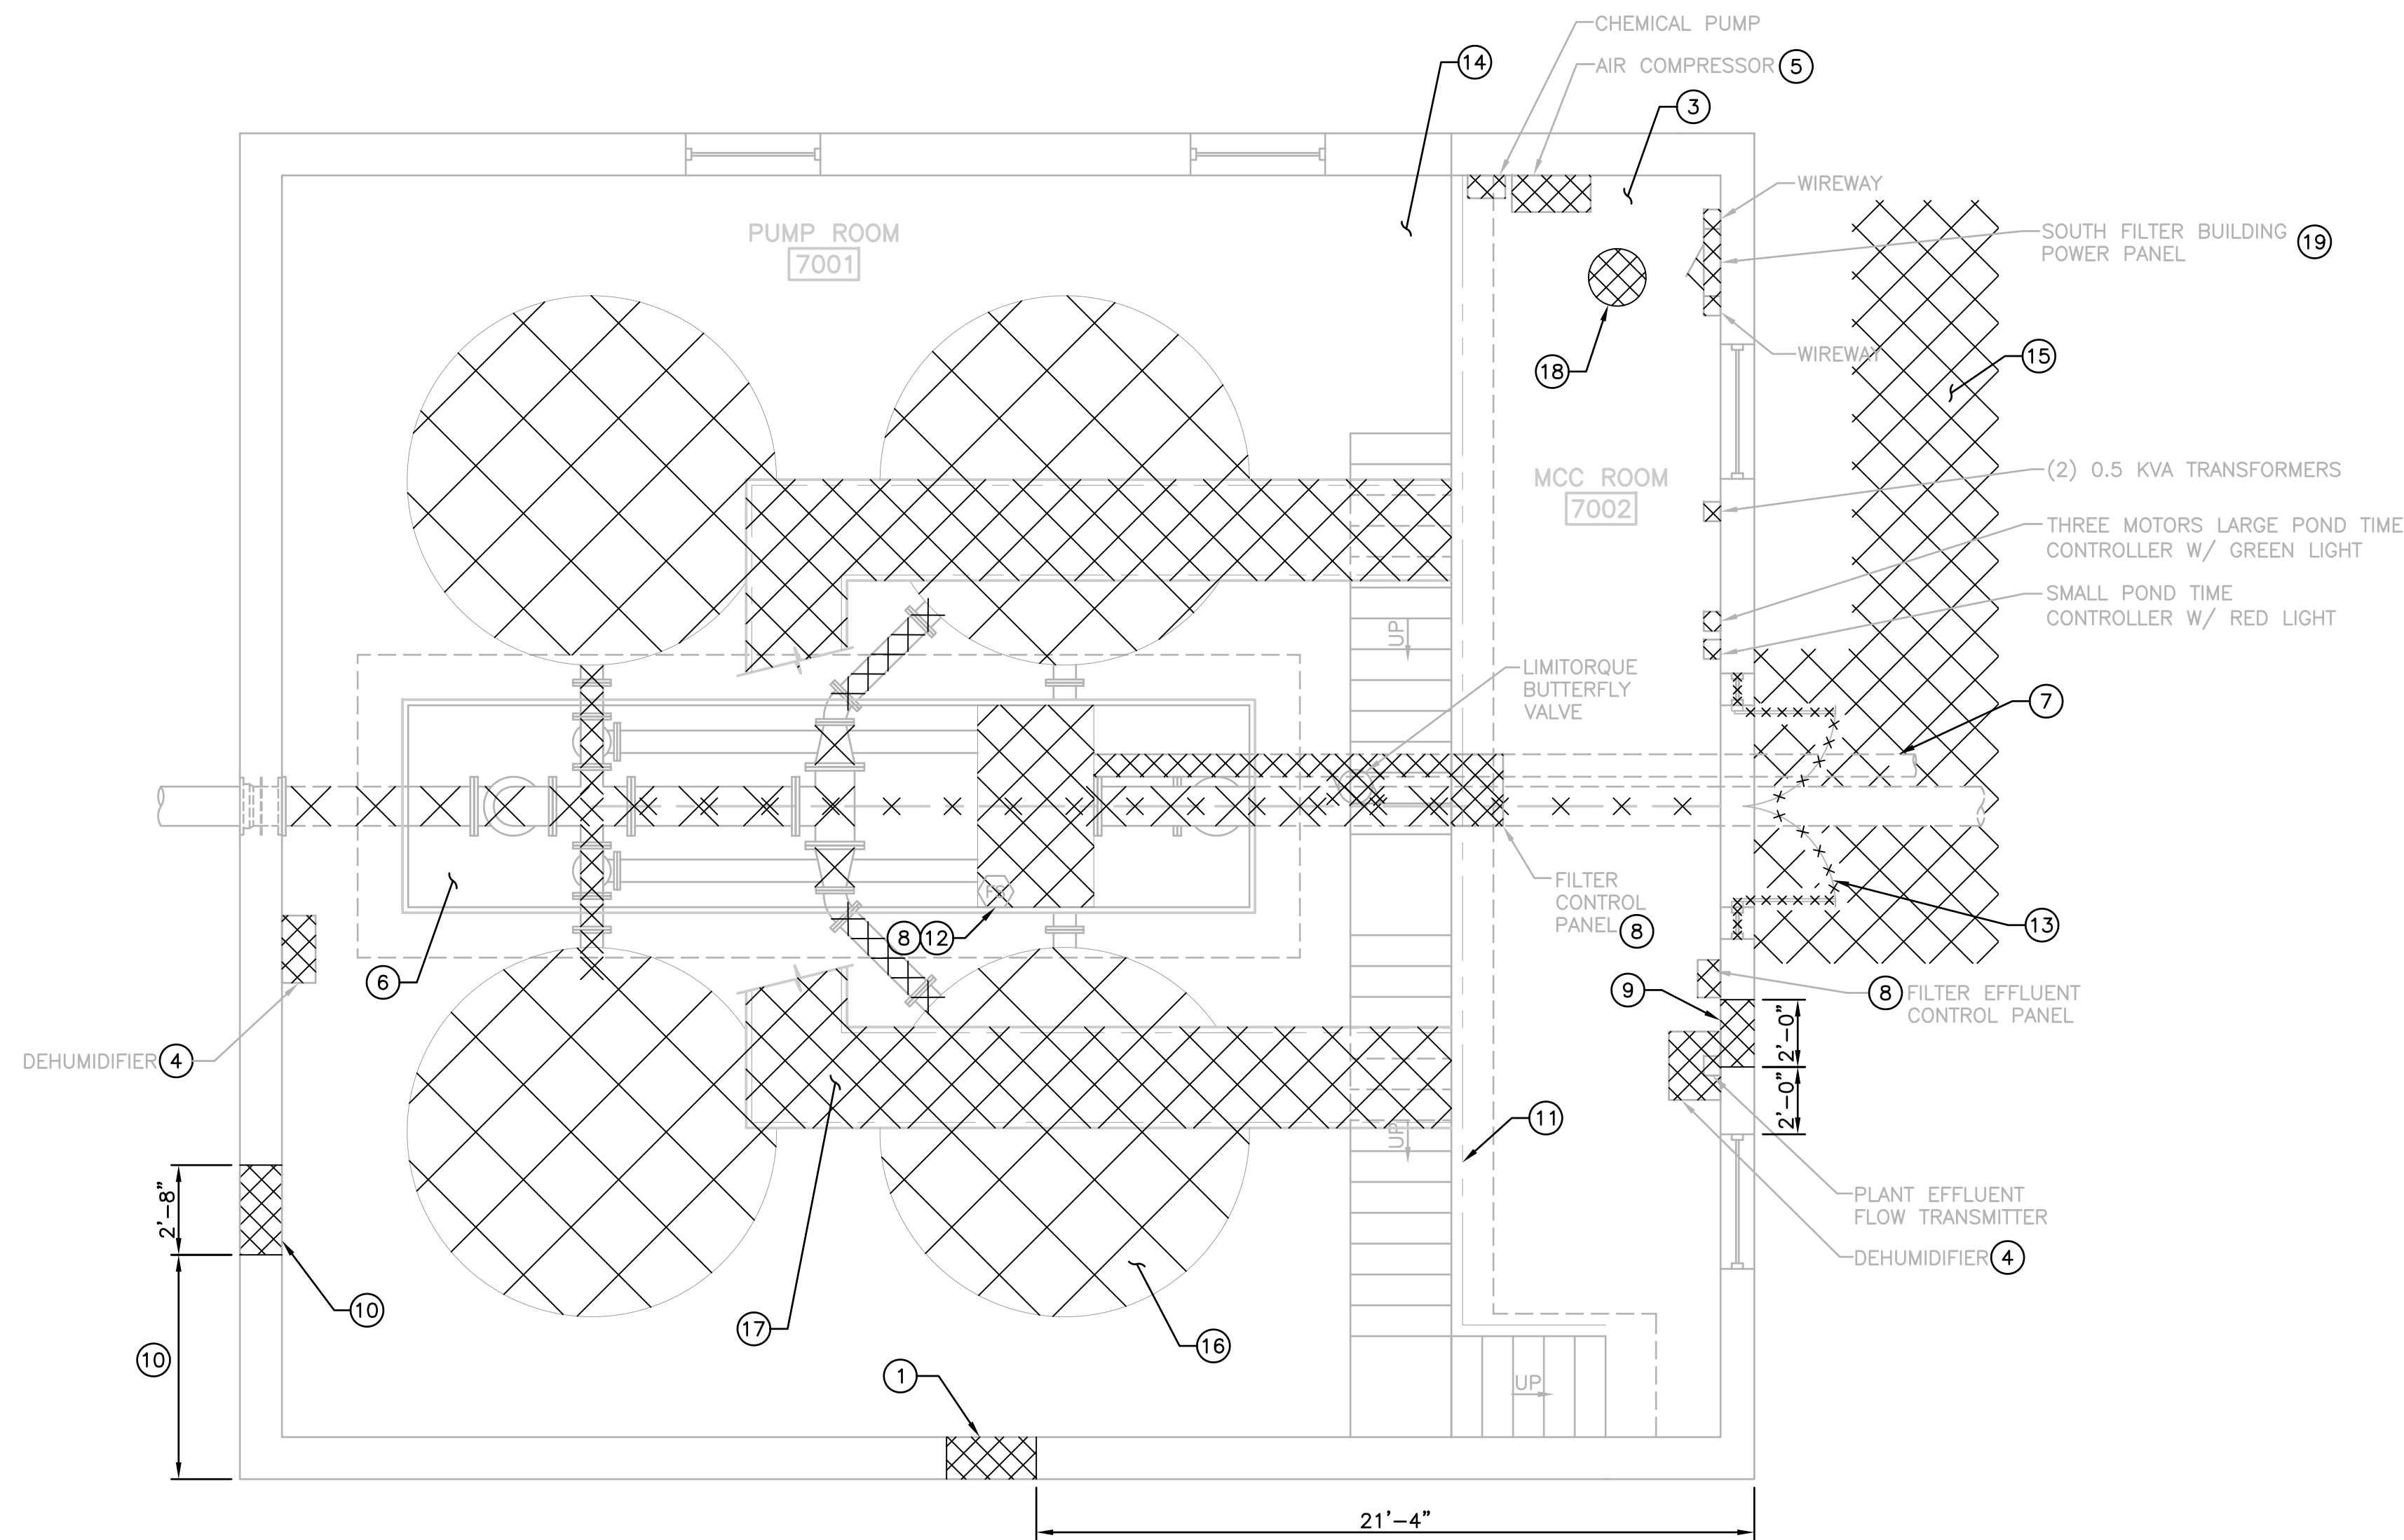 CHEMICAL PUMP
AIR COMPRESSOR 5
14
3
WIREWAY
SOUTH FILTER BUILDING
POWER PANEL
19
PUMP ROOM
7001
WIREWAY
15
18
MCC ROOM
7002
(2) 0.5 KVA TRANSFORMERS
THREE MOTORS LARGE POND TIME
CONTROLLER W/ GREEN LIGHT
SMALL POND TIME
CONTROLLER W/ RED LIGHT
UP
LIMITORQUE
BUTTERFLY
VALVE
7
FILTER
CONTROL
PANEL 8
FS
8 12
13
6
9
8 FILTER EFFLUENT
CONTROL PANEL
2'-0"
2'-0"
DEHUMIDIFIER 4
11
UP
PLANT EFFLUENT
FLOW TRANSMITTER
DEHUMIDIFIER 4
2'-8"
10
10
17
16
1
UP
21'-4"